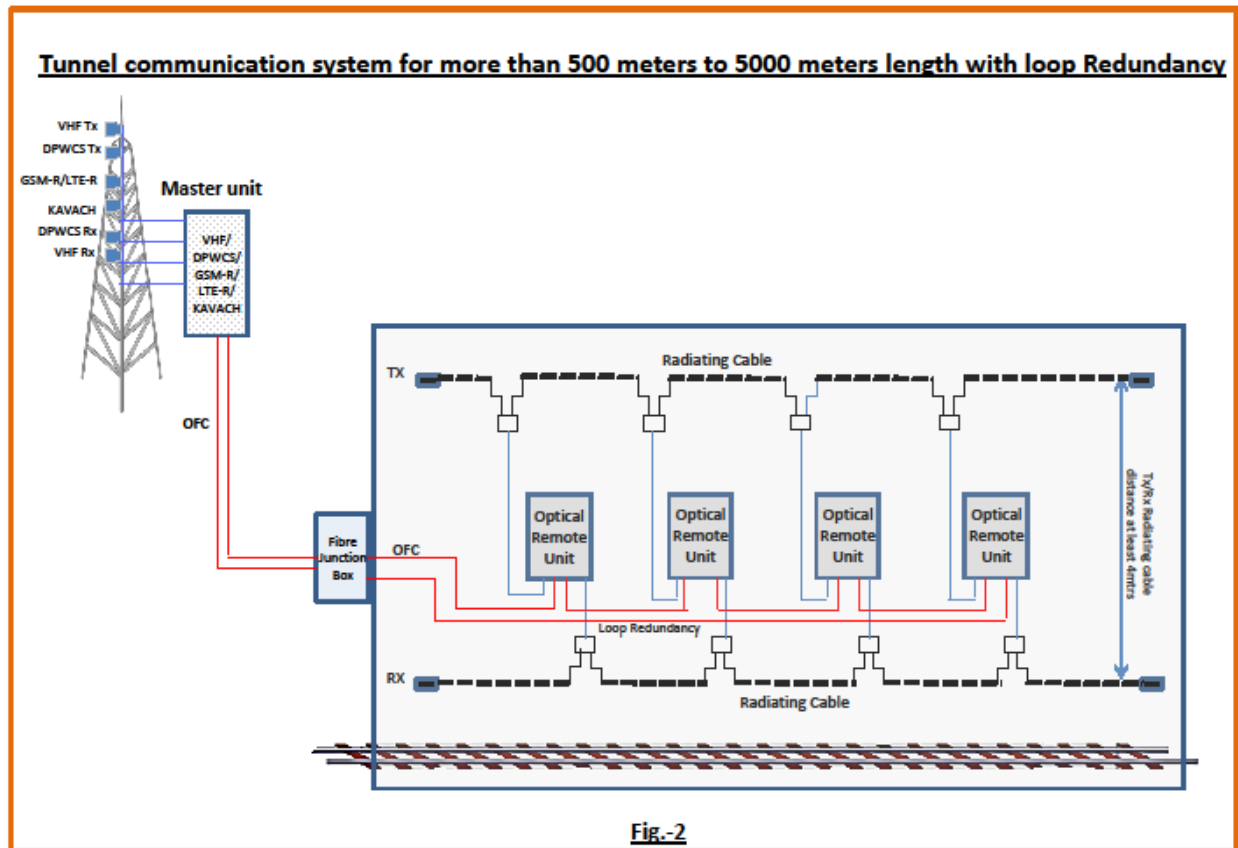 Tunnel communication system for more than 500 meters to 5000 meters length with loop Redundancy
VHF Tx
DPWCS Tx
GSM-R/LTE-R
KAVACH
DPWCS Rx
VHF Rx
Master unit
VHF/
DPWCS/
GSM-R/
LTE-R/
KAVACH
OFC
Fibre
Junction
Box
OFC
TX
Radiating Cable
Optical
Remote
Unit
Optical
Remote
Unit
Optical
Remote
Unit
Optical
Remote
Unit
Tx/Rx Radiating cable
distance at least 4mtrs
Loop Redundancy
RX
Radiating Cable
Fig.-2